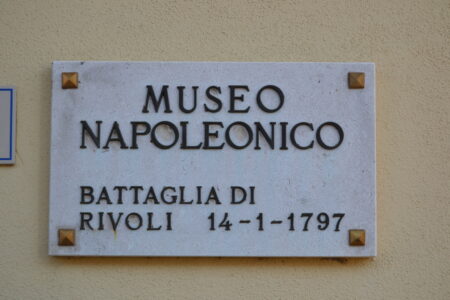 MUSEO
NAPOLEONICO
BATTAGLIA DI
RIVOLI 14-1-1797